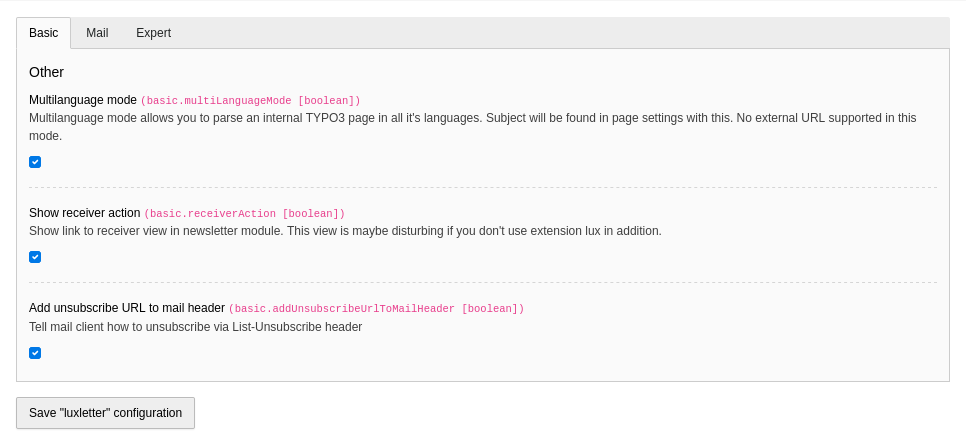 Basic Mail Expert
Other
Multilanguage mode (basic.multiLanguageMode [boolean])
Multilanguage mode allows you to parse an internal TYPO3 page in all it's languages. Subject will be found in page settings with this. No external URL supported in this
mode.
Show receiver action (basic.receiverAction [boolean])
Show link to receiver view in newsletter module. This view is maybe disturbing if you don't use extension lux in addition.
Add unsubscribe URL to mail header (basic.addUnsubscribeUrlToMailHeader [boolean])
Tell mail client how to unsubscribe via List-Unsubscribe header
Save "luxletter" configuration